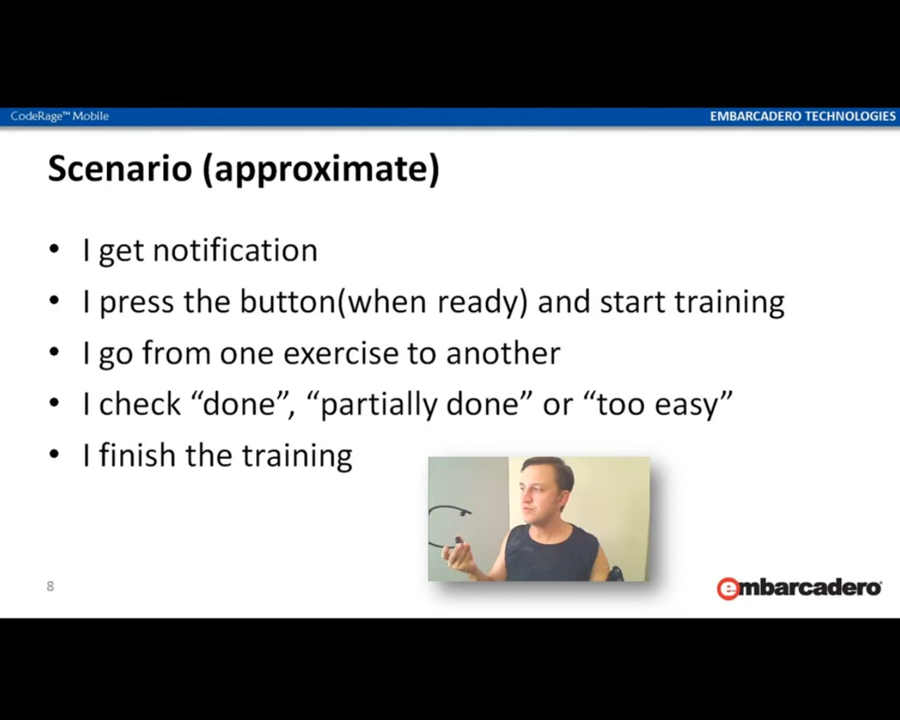 CodeRage™ Mobile
EMBARCADERO TECHNOLOGIES
Scenario (approximate)
• I get notification
• I press the button(when ready) and start training
• I go from one exercise to another
• I check “done”, “partially done” or “too easy”
• I finish the training
8
embarcadero